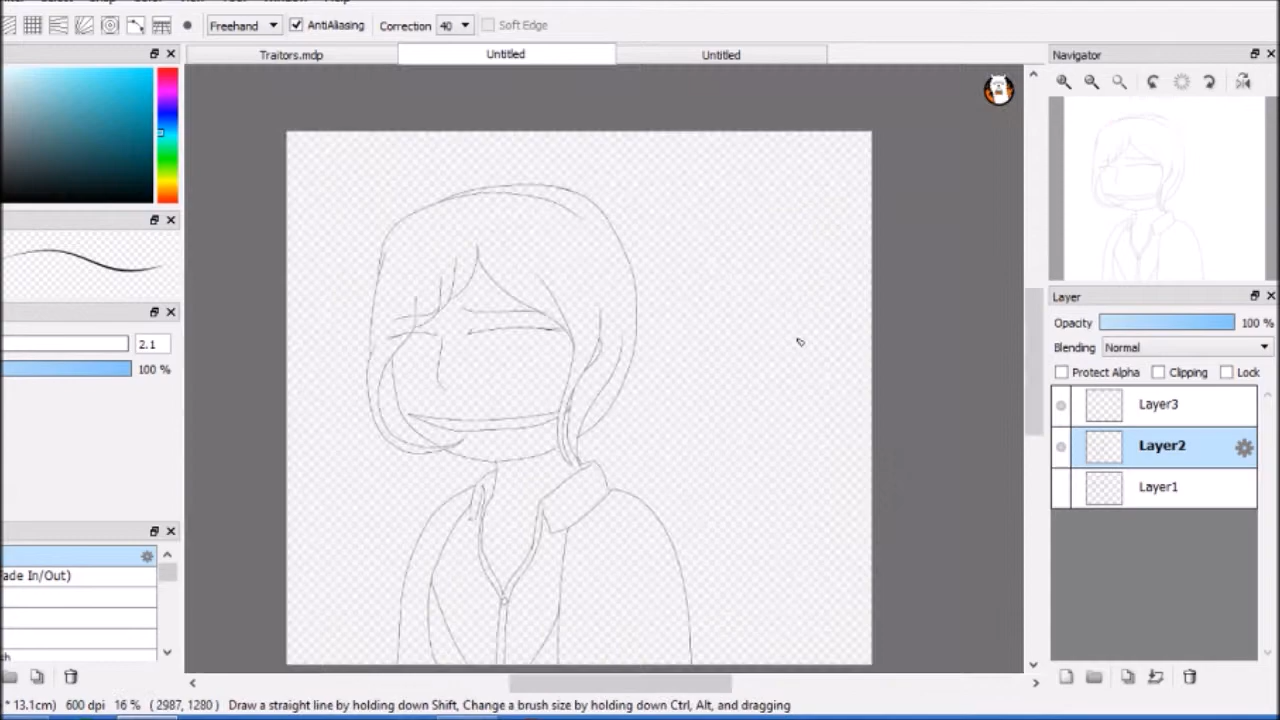 Freehand AntiAliasing Correction 40 Soft Edge
Traitors.mdp Untitled Untitled Navigator
2.1
100 %
Layer
Opacity 100 %
Blending Normal
Protect Alpha Clipping Lock
Layer3
Layer2
Layer1
ade In/Out)
* 13.1cm) 600 dpi 16 % ( 2987, 1280 ) Draw a straight line by holding down Shift, Change a brush size by holding down Ctrl, Alt, and dragging